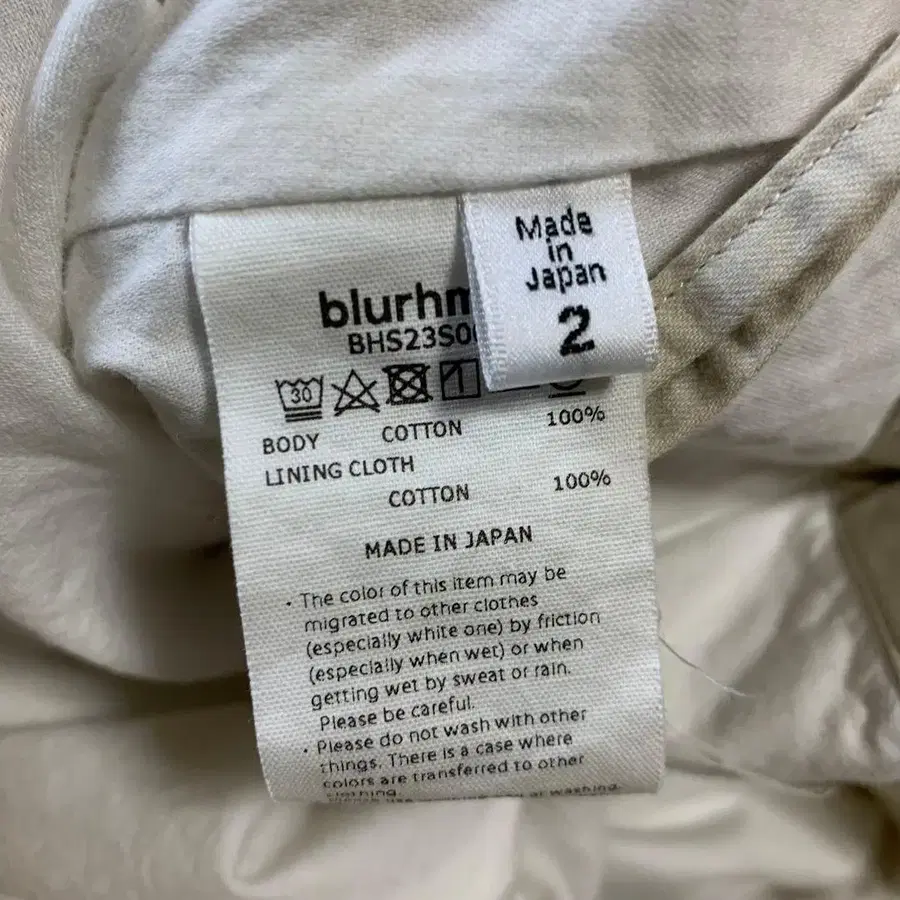 Made
in
Japan
2
blurhm
BHS23S0
30
BODY COTTON 100%
LINING CLOTH
COTTON 100%
MADE IN JAPAN
・The color of this item may be
migrated to other clothes
(especially white one) by friction
(especially when wet) or when
getting wet by sweat or rain.
Please be careful.
・Please do not wash with other
things. There is a case where
colors are transferred to other
clothing.